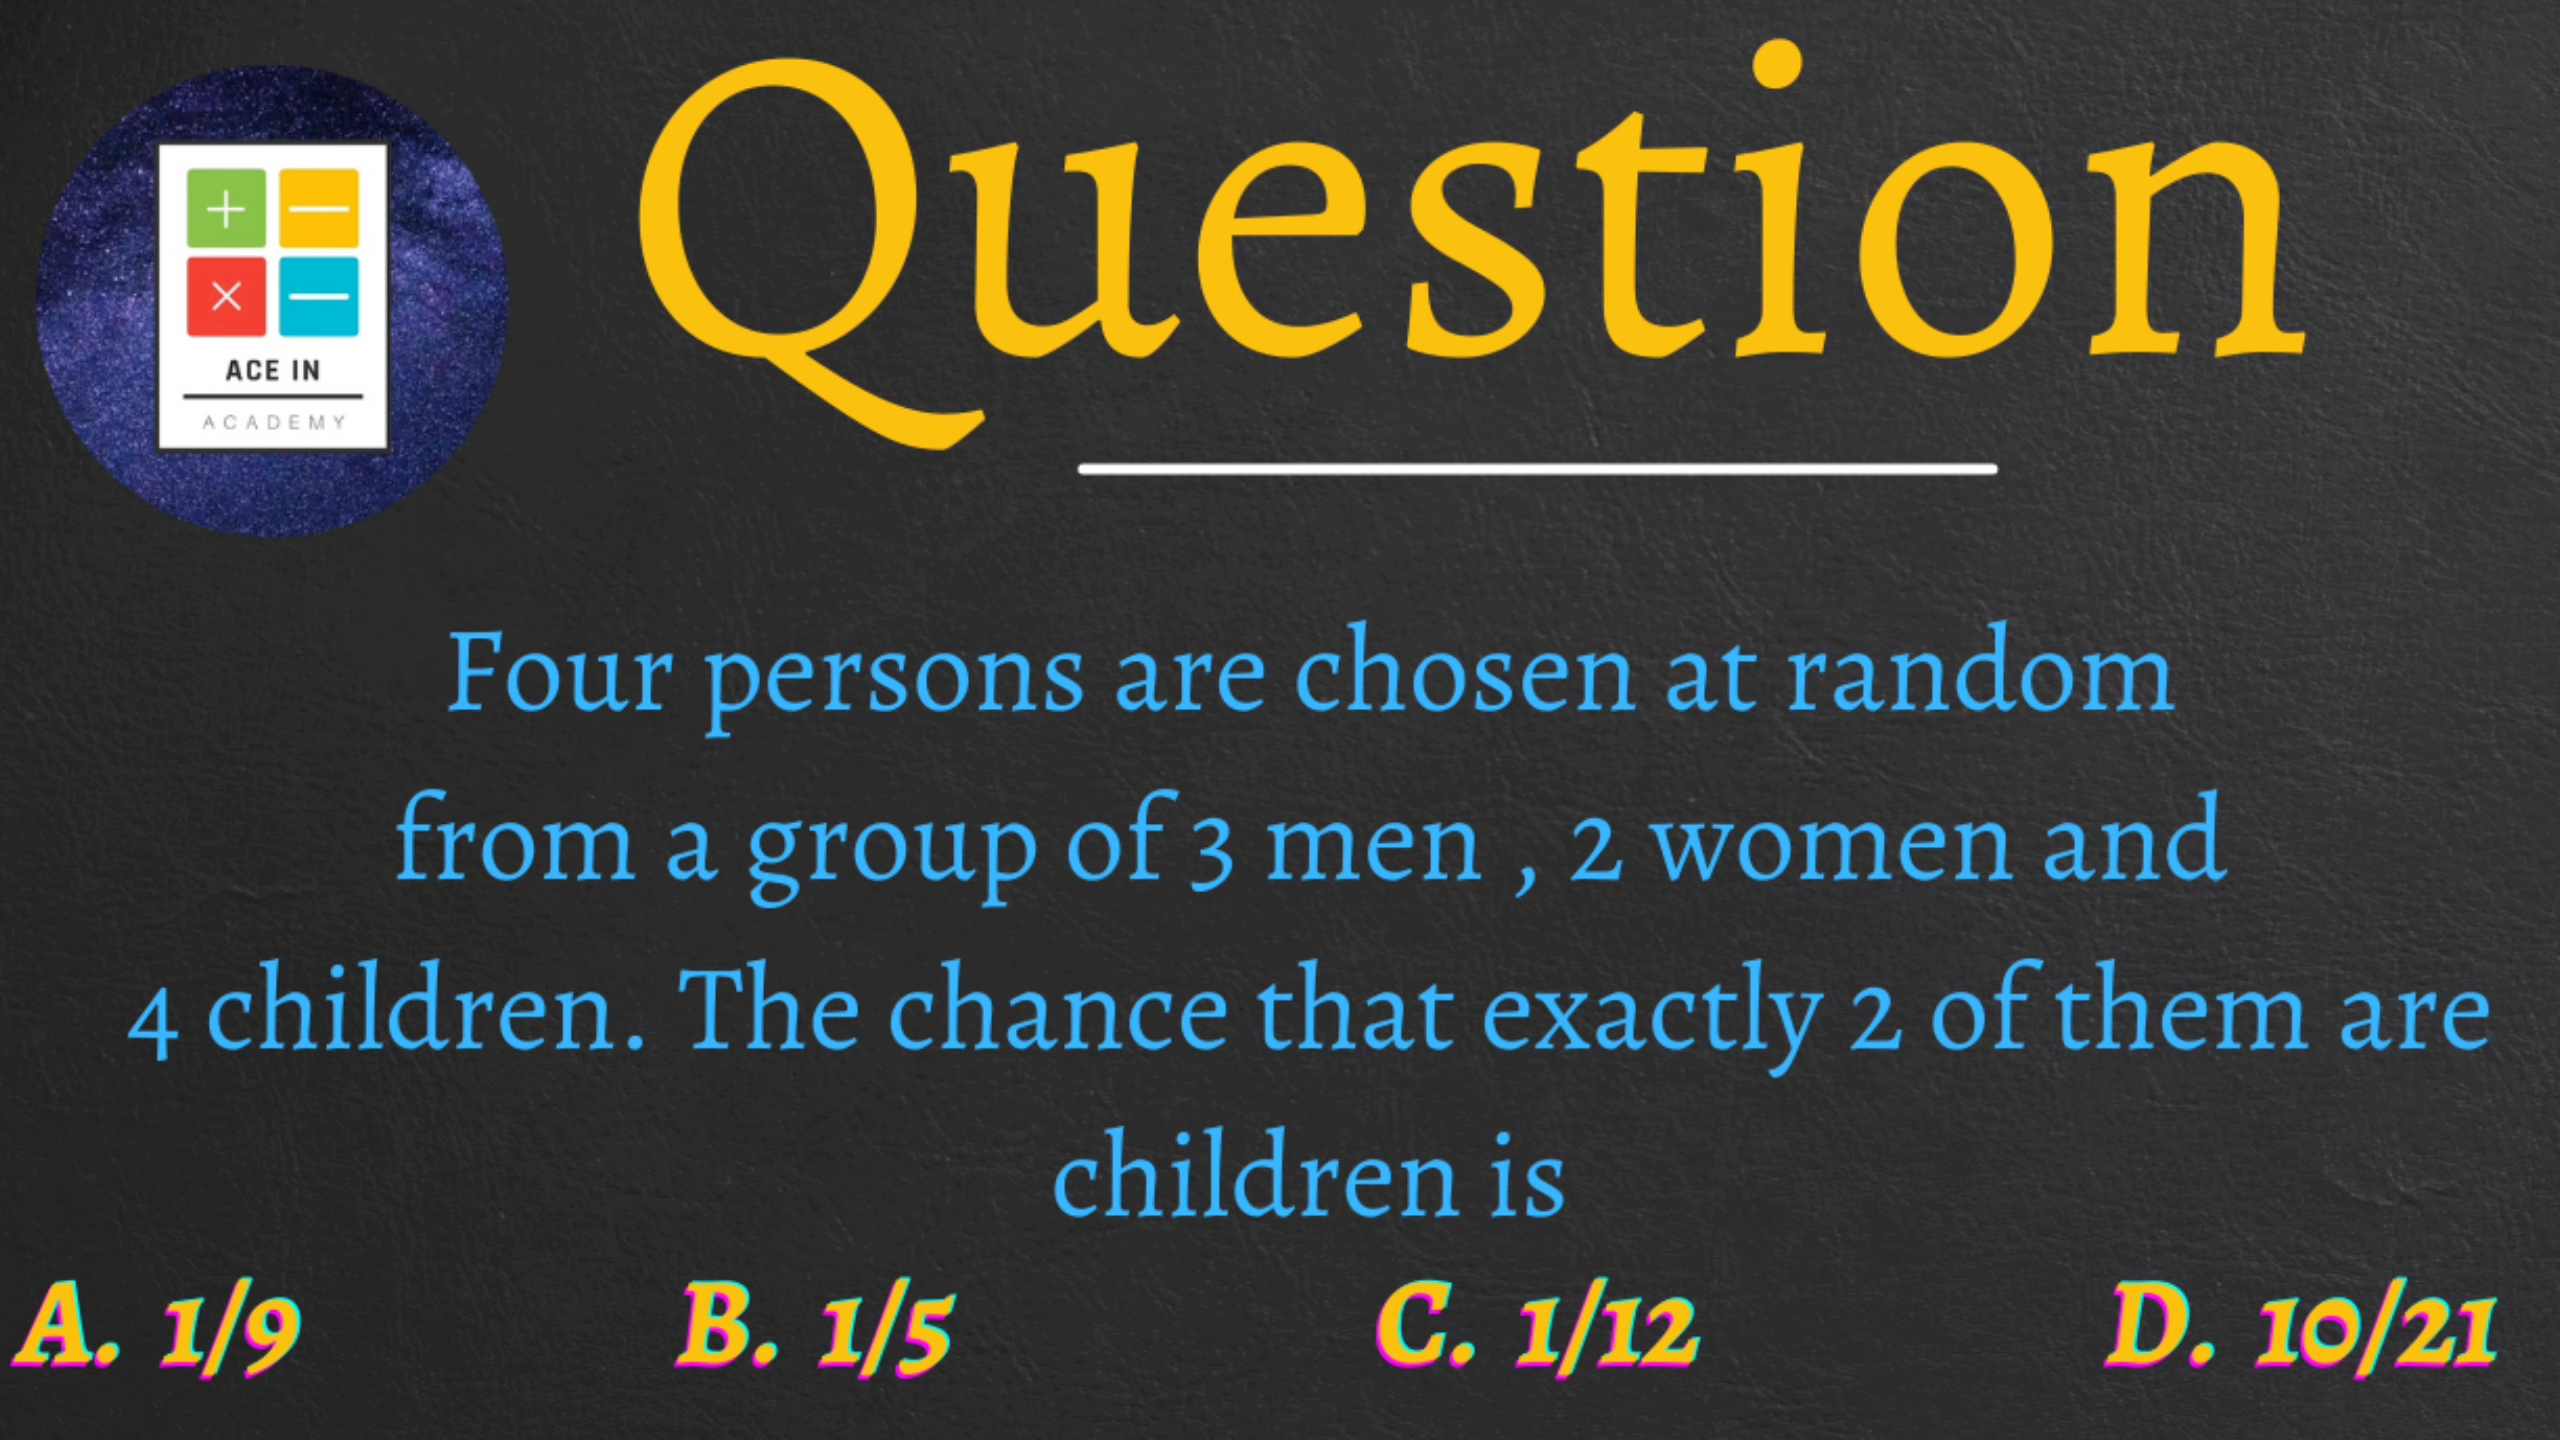 Question
+ —
× —
ACE IN
ACADEMY
Four persons are chosen at random
from a group of 3 men , 2 women and
4 children. The chance that exactly 2 of them are
children is
A. 1/9 B. 1/5 C. 1/12 D. 10/21